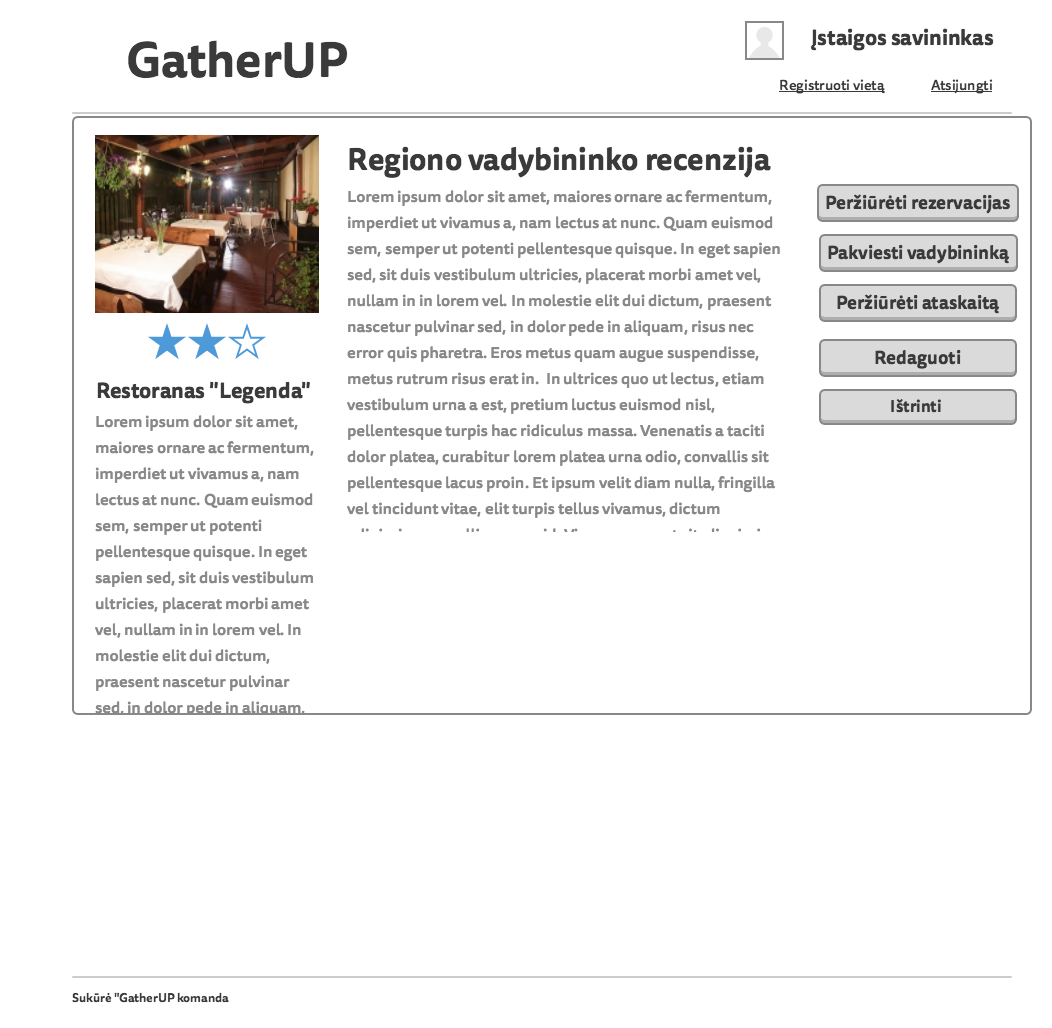 GatherUP
Įstaigos savininkas
Registruoti vietą
Atsijungti
Restoranas "Legenda"
Lorem ipsum dolor sit amet,
maiores ornare ac fermentum,
imperdiet ut vivamus a, nam
lectus at nunc. Quam euismod
sem, semper ut potenti
pellentesque quisque. In eget
sapien sed, sit duis vestibulum
ultricies, placerat morbi amet
vel, nullam in in lorem vel. In
molestie elit dui dictum,
praesent nascetur pulvinar
sed, in dolor pede in aliquam,
Regiono vadybininko recenzija
Lorem ipsum dolor sit amet, maiores ornare ac fermentum,
imperdiet ut vivamus a, nam lectus at nunc. Quam euismod
sem, semper ut potenti pellentesque quisque. In eget sapien
sed, sit duis vestibulum ultricies, placerat morbi amet vel,
nullam in in lorem vel. In molestie elit dui dictum, praesent
nascetur pulvinar sed, in dolor pede in aliquam, risus nec
error quis pharetra. Eros metus quam augue suspendisse,
metus rutrum risus erat in.  In ultrices quo ut lectus, etiam
vestibulum urna a est, pretium luctus euismod nisl,
pellentesque turpis hac ridiculus massa. Venenatis a taciti
dolor platea, curabitur lorem platea urna odio, convallis sit
pellentesque lacus proin. Et ipsum velit diam nulla, fringilla
vel tincidunt vitae, elit turpis tellus vivamus, dictum
Peržiūrėti rezervacijas
Pakviesti vadybininką
Peržiūrėti ataskaitą
Redaguoti
Ištrinti
Sukūrė "GatherUP komanda